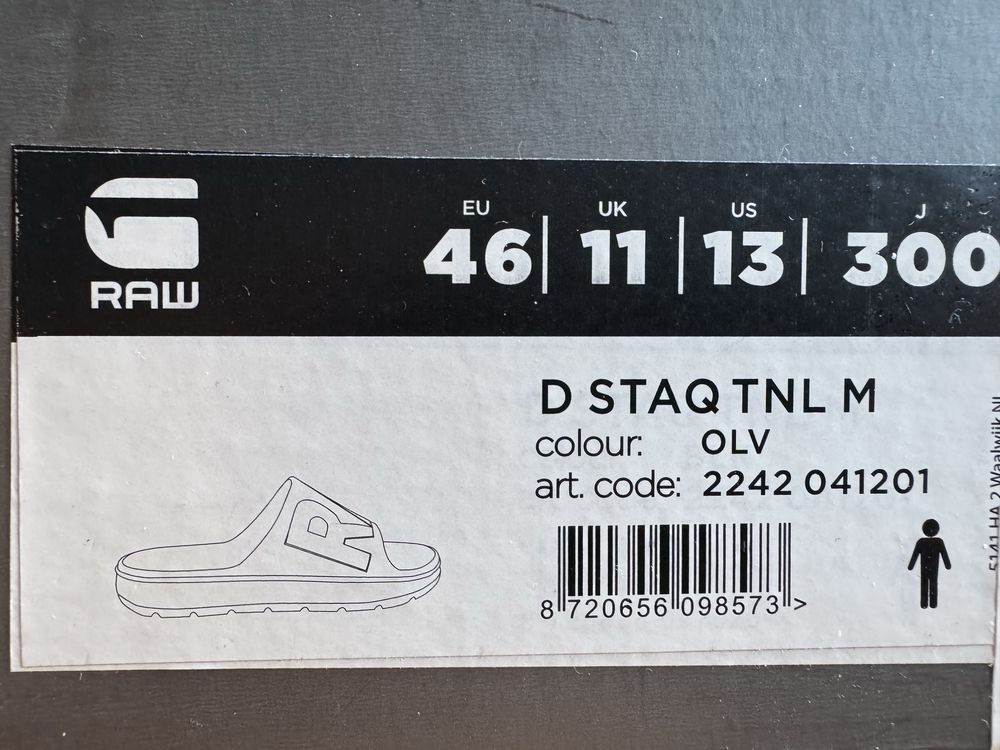 RAW
EU UK US J
46 11 13 300
D STAQ TNL M
colour: OLV
art. code: 2242 041201
8 720656 098573 >
R
5141 HA 2 Waalwijk NL